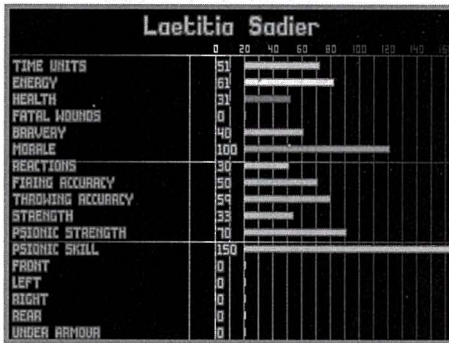 Laetitia Sadier
0 20 40 60 80 100 120 140 160
TIME UNITS 51
ENERGY 61
HEALTH 31
FATAL WOUNDS 0
BRAVERY 40
MORALE 100
REACTIONS 30
FIRING ACCURACY 50
THROWING ACCURACY 59
STRENGTH 33
PSIONIC STRENGTH 70
PSIONIC SKILL 150
FRONT 0
LEFT 0
RIGHT 0
REAR 0
UNDER ARMOUR 0